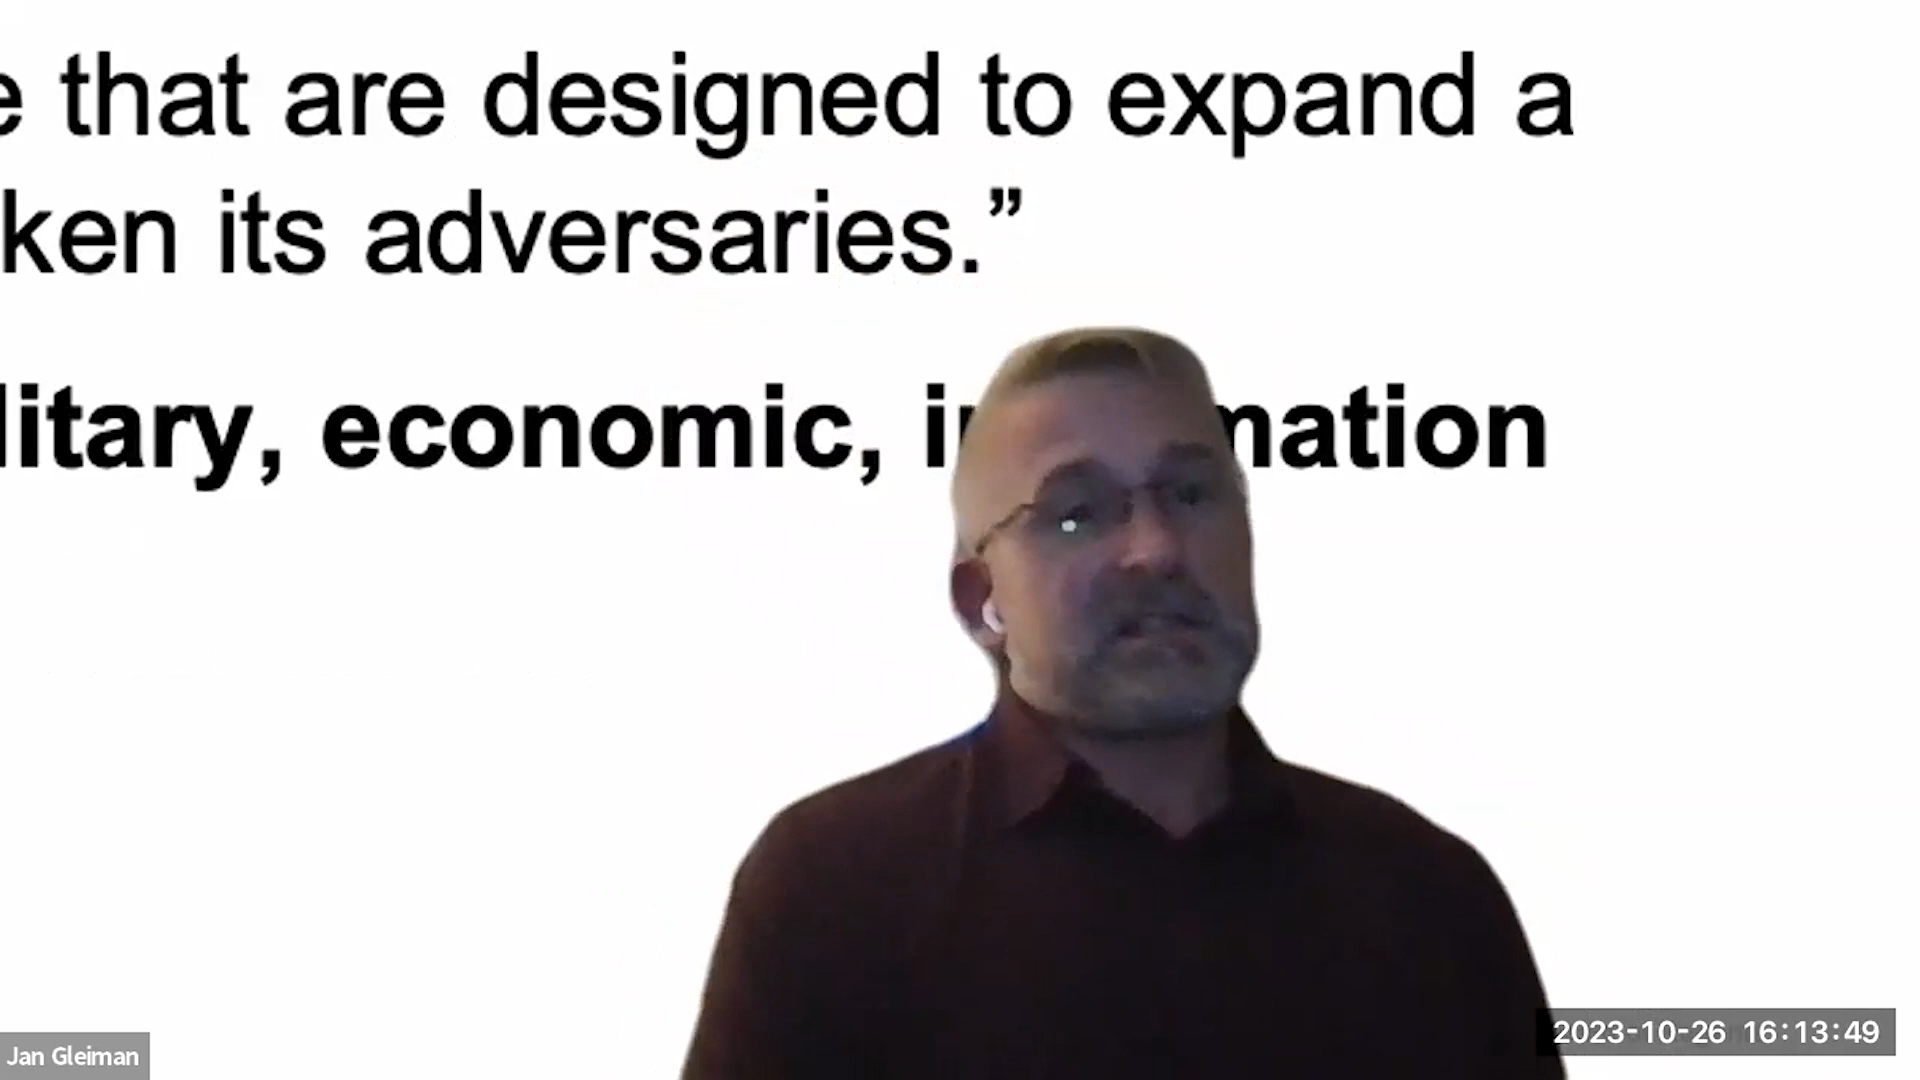 e that are designed to expand a
ken its adversaries.”
litary, economic, mation
Jan Gleiman
2023-10-26 16:13:49